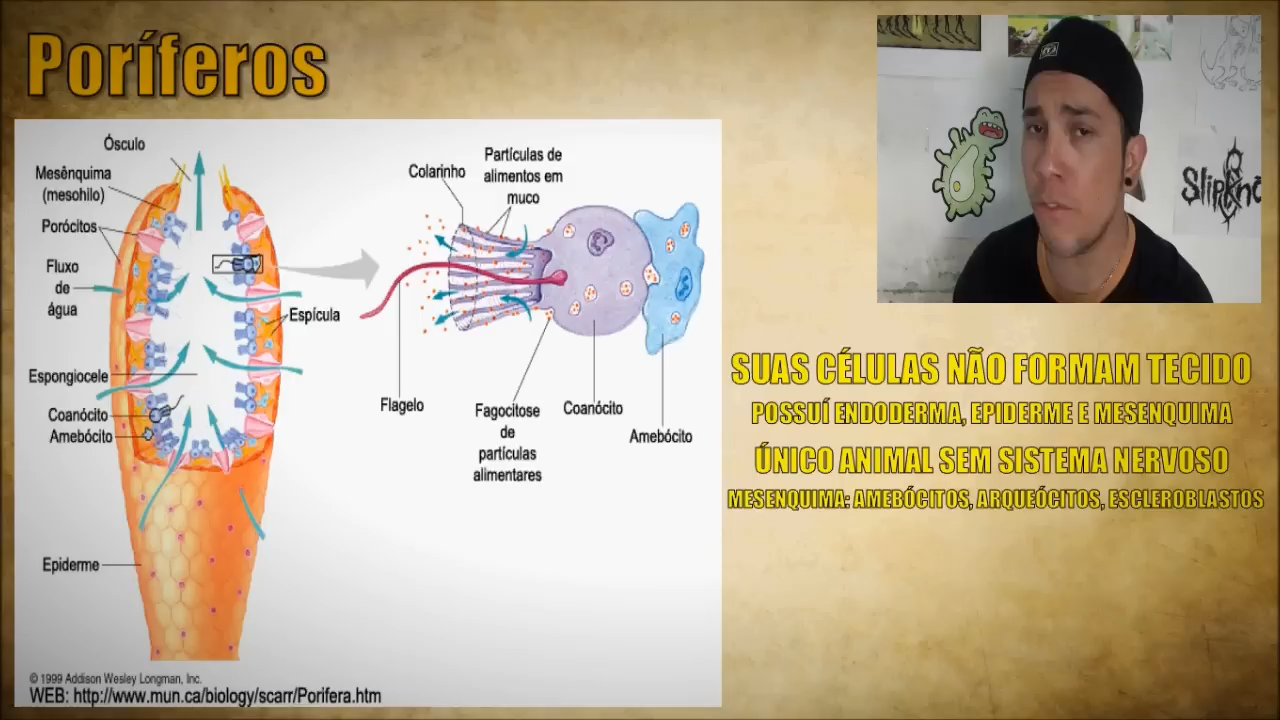 Poríferos
Ósculo
Mesênquima
(mesohilo)
Porócitos
Fluxo
de
água
Espícula
Espongiocele
Coanócito
Amebócito
Epiderme
Colarinho
Partículas de
alimentos em
muco
Flagelo
Fagocitose
de
partículas
alimentares
Coanócito
Amebócito
© 1999 Addison Wesley Longman, Inc.
WEB: http://www.mun.ca/biology/scarr/Porifera.htm
SUAS CÉLULAS NÃO FORMAM TECIDO
POSSUÍ ENDODERMA, EPIDERME E MESENQUIMA
ÚNICO ANIMAL SEM SISTEMA NERVOSO
MESENQUIMA: AMEBÓCITOS, ARQUEÓCITOS, ESCLEROBLASTOS